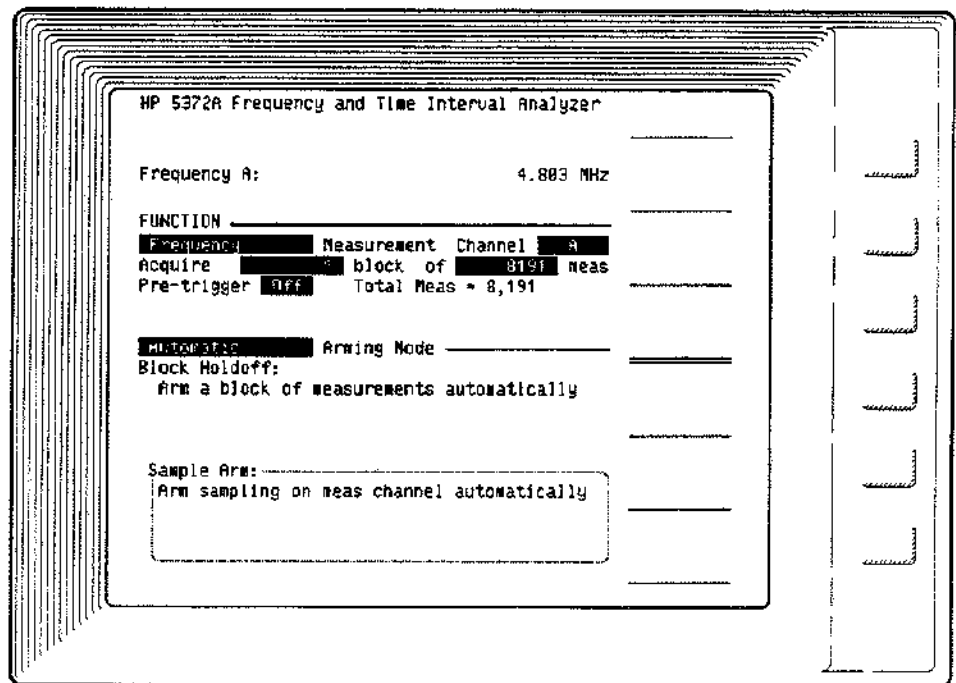 HP 5372A Frequency and Time Interval Analyzer
Frequency A: 4.803 MHz
FUNCTION
Frequency Measurement Channel A
Acquire block of 8191 meas
Pre-trigger Off Total Meas = 8,191
Automatic Arming Mode
Block Holdoff:
Arm a block of measurements automatically
Sample Arm:
Arm sampling on meas channel automatically